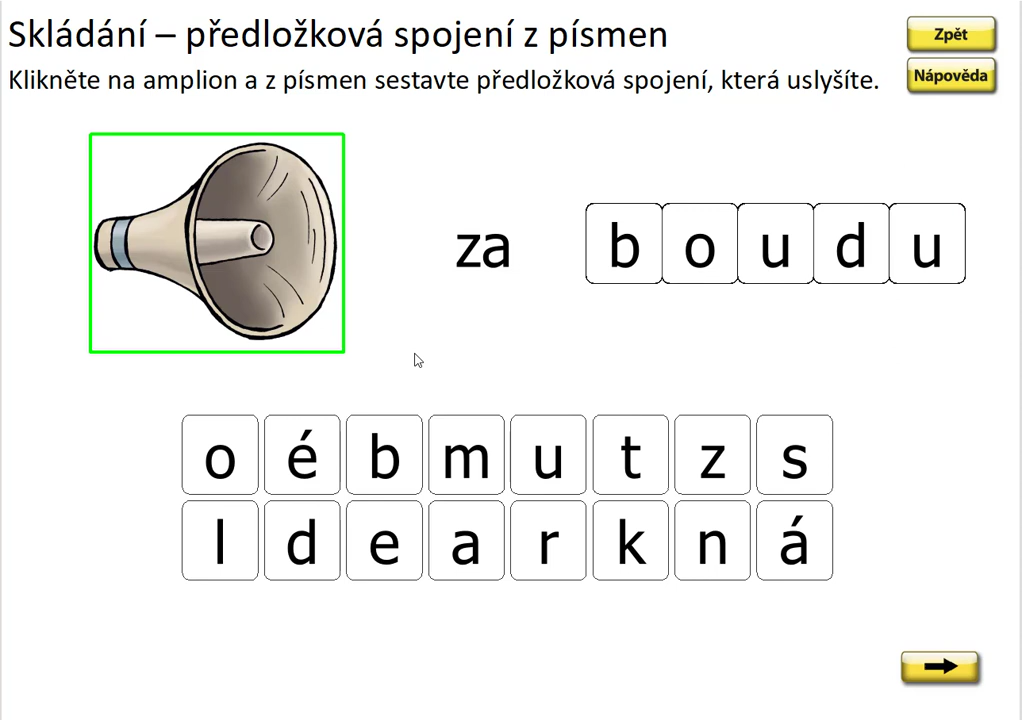 Skládání – předložková spojení z písmen
Zpět
Klikněte na amplion a z písmen sestavte předložková spojení, která uslyšíte.
Nápověda
za b o u d u
o é b m u t z s
l d e a r k n á